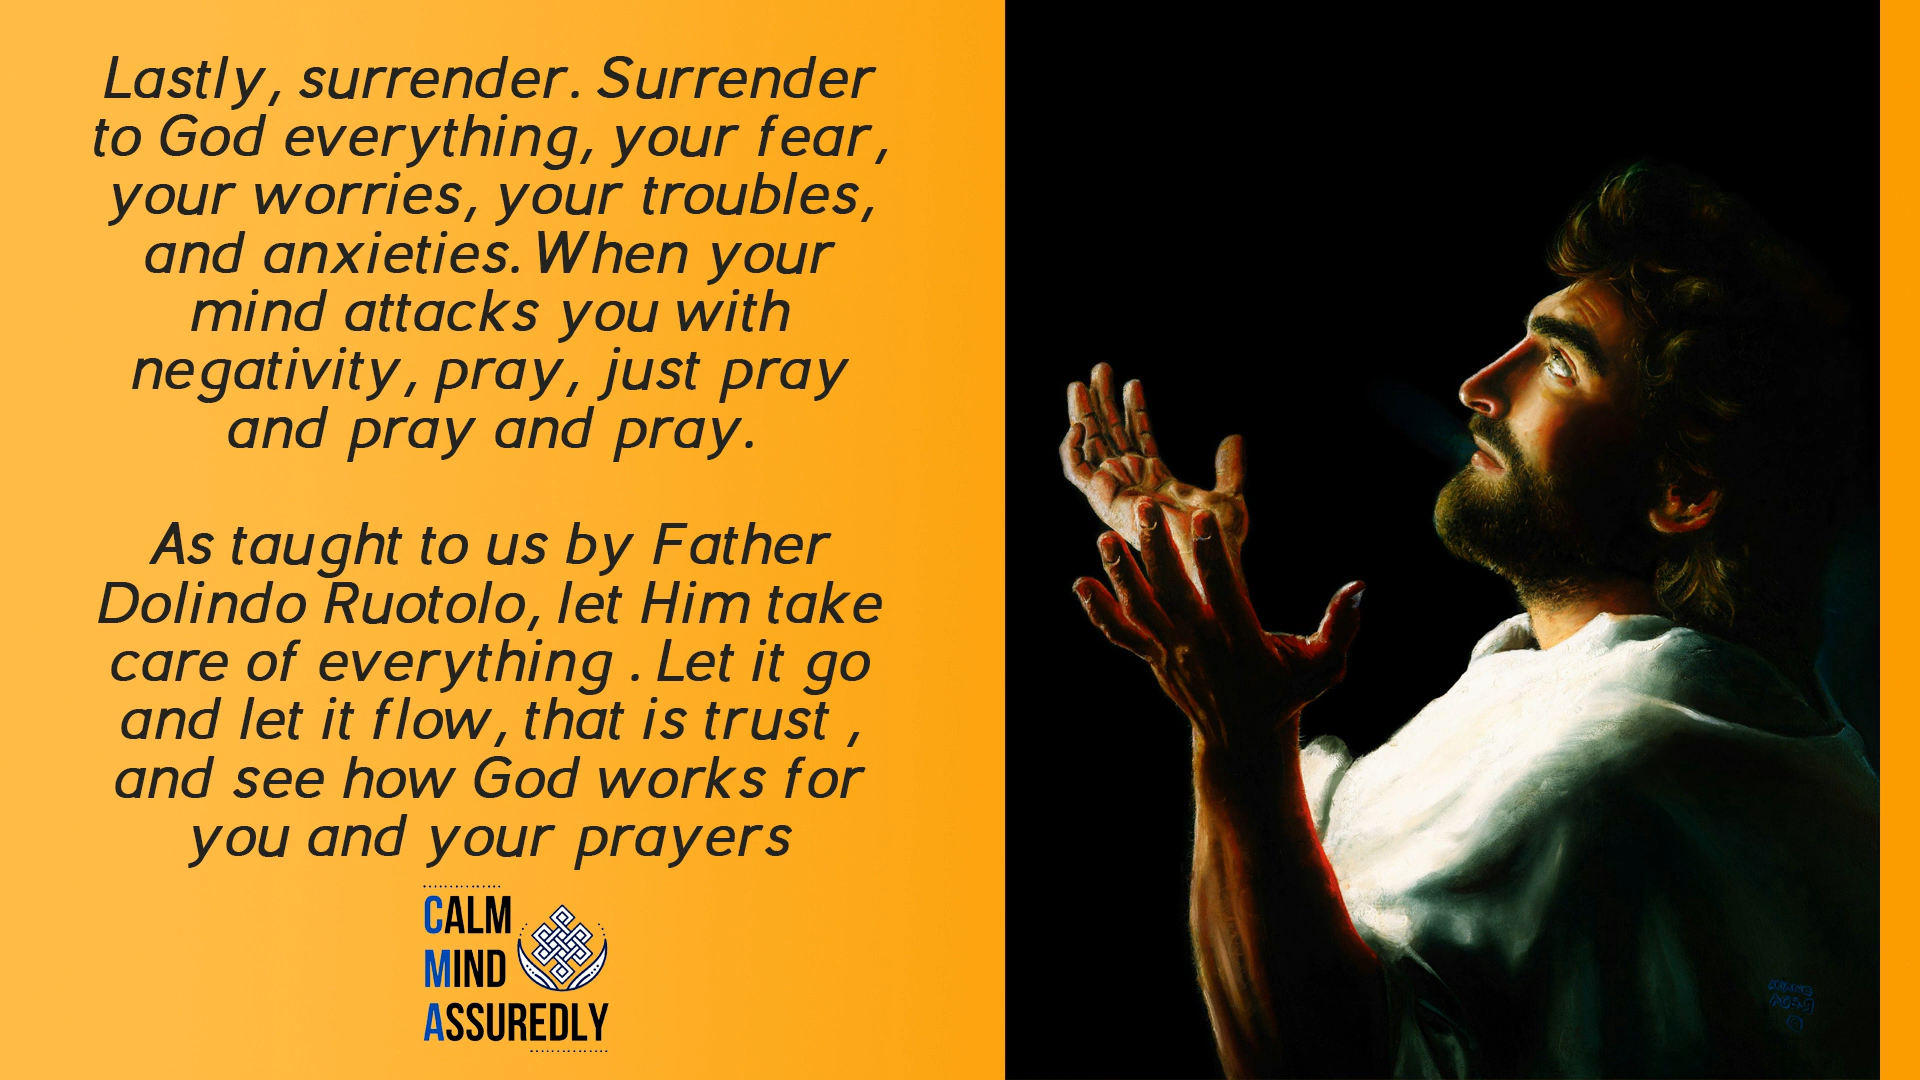 Lastly, surrender. Surrender
to God everything, your fear,
your worries, your troubles,
and anxieties. When your
mind attacks you with
negativity, pray, just pray
and pray and pray.
As taught to us by Father
Dolindo Ruotolo, let Him take
care of everything . Let it go
and let it flow, that is trust ,
and see how God works for
you and your prayers
CALM
MIND
ASSUREDLY